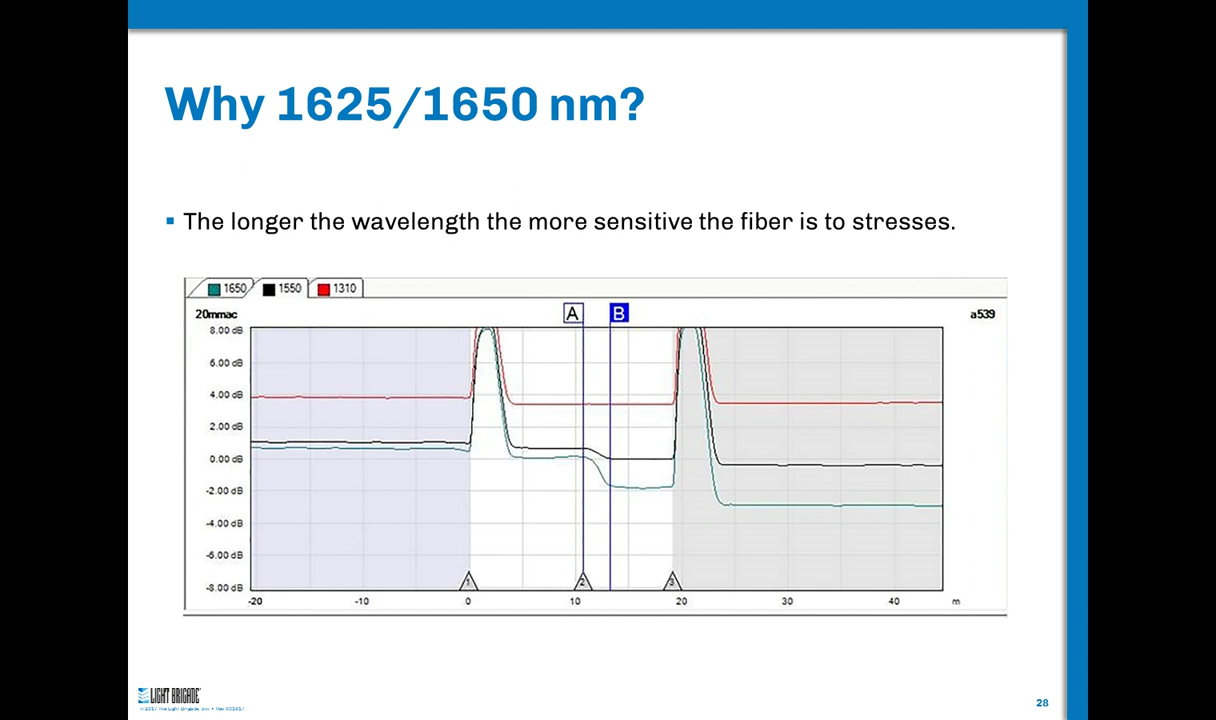 Why 1625/1650 nm?
▪ The longer the wavelength the more sensitive the fiber is to stresses.
1650 1550 1310
20mmac A B a539
8.00 dB
6.00 dB
4.00 dB
2.00 dB
0.00 dB
-2.00 dB
-4.00 dB
-6.00 dB
-8.00 dB
1 2 3
-20 -10 0 10 20 30 40 m
LIGHT BRIGADE
28